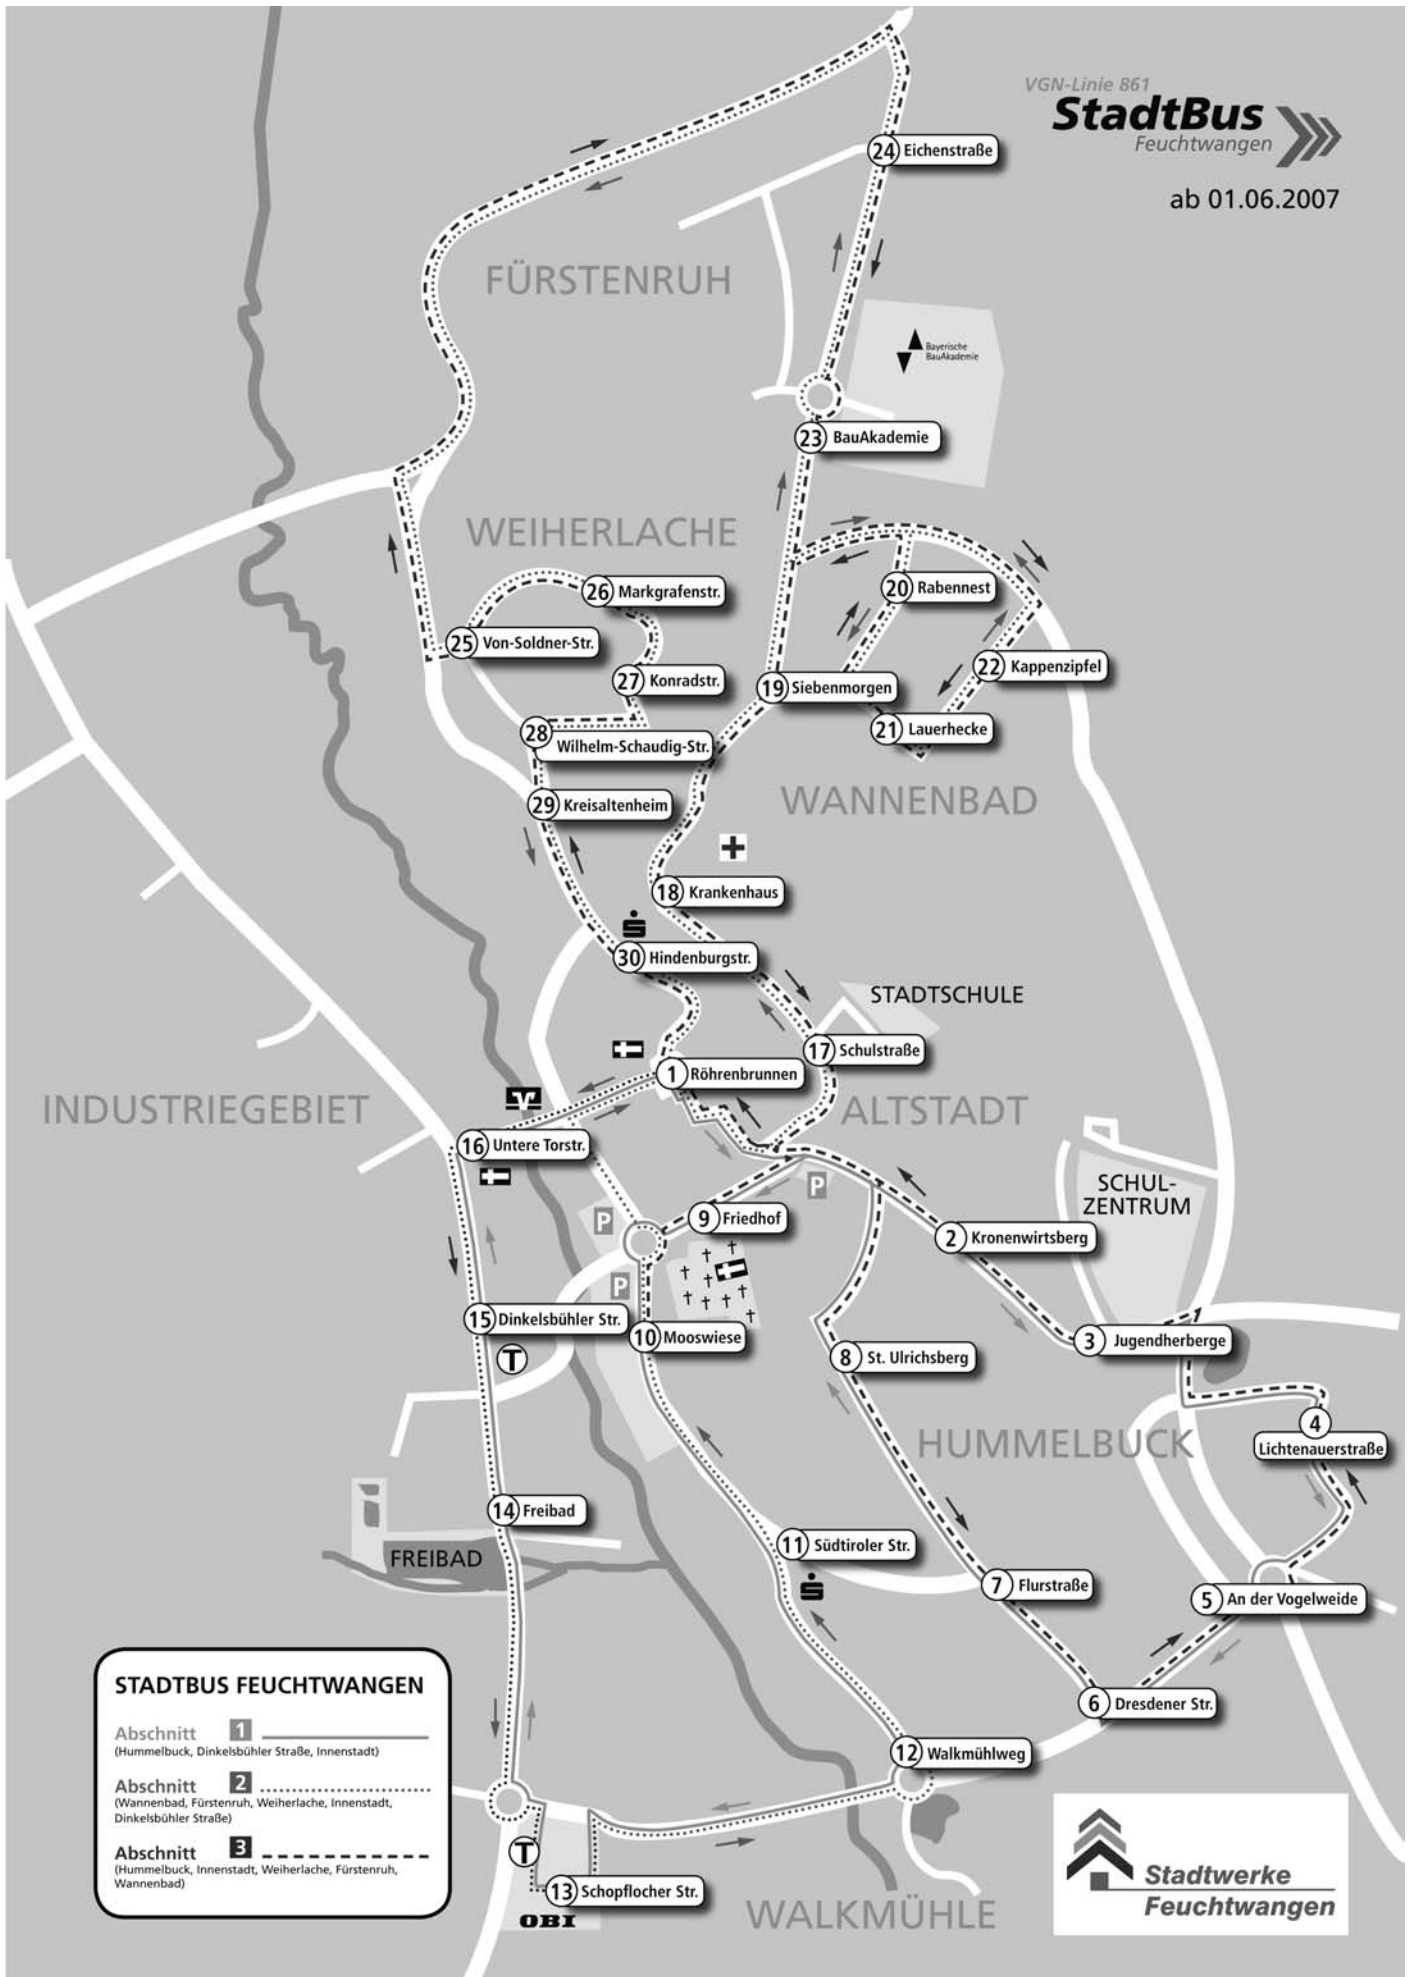 VGN-Linie 861
StadtBus
Feuchtwangen
ab 01.06.2007
24 Eichenstraße
FÜRSTENRUH
Bayerische
BauAkademie
23 BauAkademie
WEIHERLACHE
26 Markgrafenstr.
20 Rabennest
25 Von-Soldner-Str.
22 Kappenzipfel
27 Konradstr.
19 Siebenmorgen
21 Lauerhecke
28 Wilhelm-Schaudig-Str.
29 Kreisaltenheim
WANNENBAD
18 Krankenhaus
30 Hindenburgstr.
STADTSCHULE
17 Schulstraße
1 Röhrenbrunnen
INDUSTRIEGEBIET
ALTSTADT
16 Untere Torstr.
SCHUL-
ZENTRUM
P
9 Friedhof
P
2 Kronenwirtsberg
P
15 Dinkelsbühler Str.
10 Mooswiese
3 Jugendherberge
T
8 St. Ulrichsberg
4
Lichtenauerstraße
HUMMELBUCK
14 Freibad
11 Südtiroler Str.
FREIBAD
7 Flurstraße
5 An der Vogelweide
6 Dresdener Str.
12 Walkmühlweg
T
13 Schopflocher Str.
OBI
WALKMÜHLE
STADTBUS FEUCHTWANGEN
Abschnitt 1
(Hummelbuck, Dinkelsbühler Straße, Innenstadt)
Abschnitt 2
(Wannenbad, Fürstenruh, Weiherlache, Innenstadt,
Dinkelsbühler Straße)
Abschnitt 3
(Hummelbuck, Innenstadt, Weiherlache, Fürstenruh,
Wannenbad)
Stadtwerke
Feuchtwangen